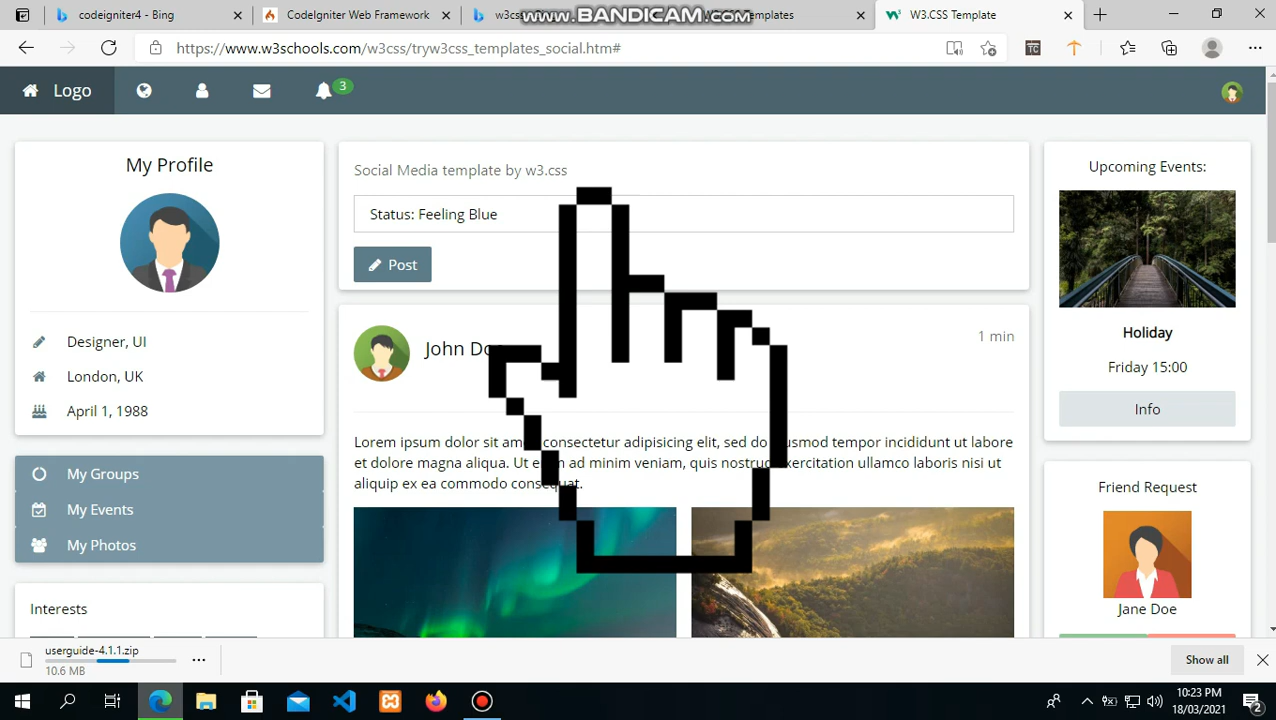 codeigniter4 - Bing
CodeIgniter Web Framework
www.BANDICAM.com
Templates
W3.CSS Template
https://www.w3schools.com/w3css/tryw3css_templates_social.htm#
TC
Logo
3
My Profile
Designer, UI
London, UK
April 1, 1988
My Groups
My Events
My Photos
Interests
Social Media template by w3.css
Status: Feeling Blue
Post
John
1 min
Lorem ipsum dolor sit consectetur adipisicing elit, sed do tempor incididunt ut labore
et dolore magna aliqua. Ut ad minim veniam, quis nostrud ullamco laboris nisi ut
aliquip ex ea commodo
Upcoming Events:
Holiday
Friday 15:00
Info
Friend Request
Jane Doe
userguide-4.1.1.zip
10.6 MB
Show all
10:23 PM
18/03/2021
2